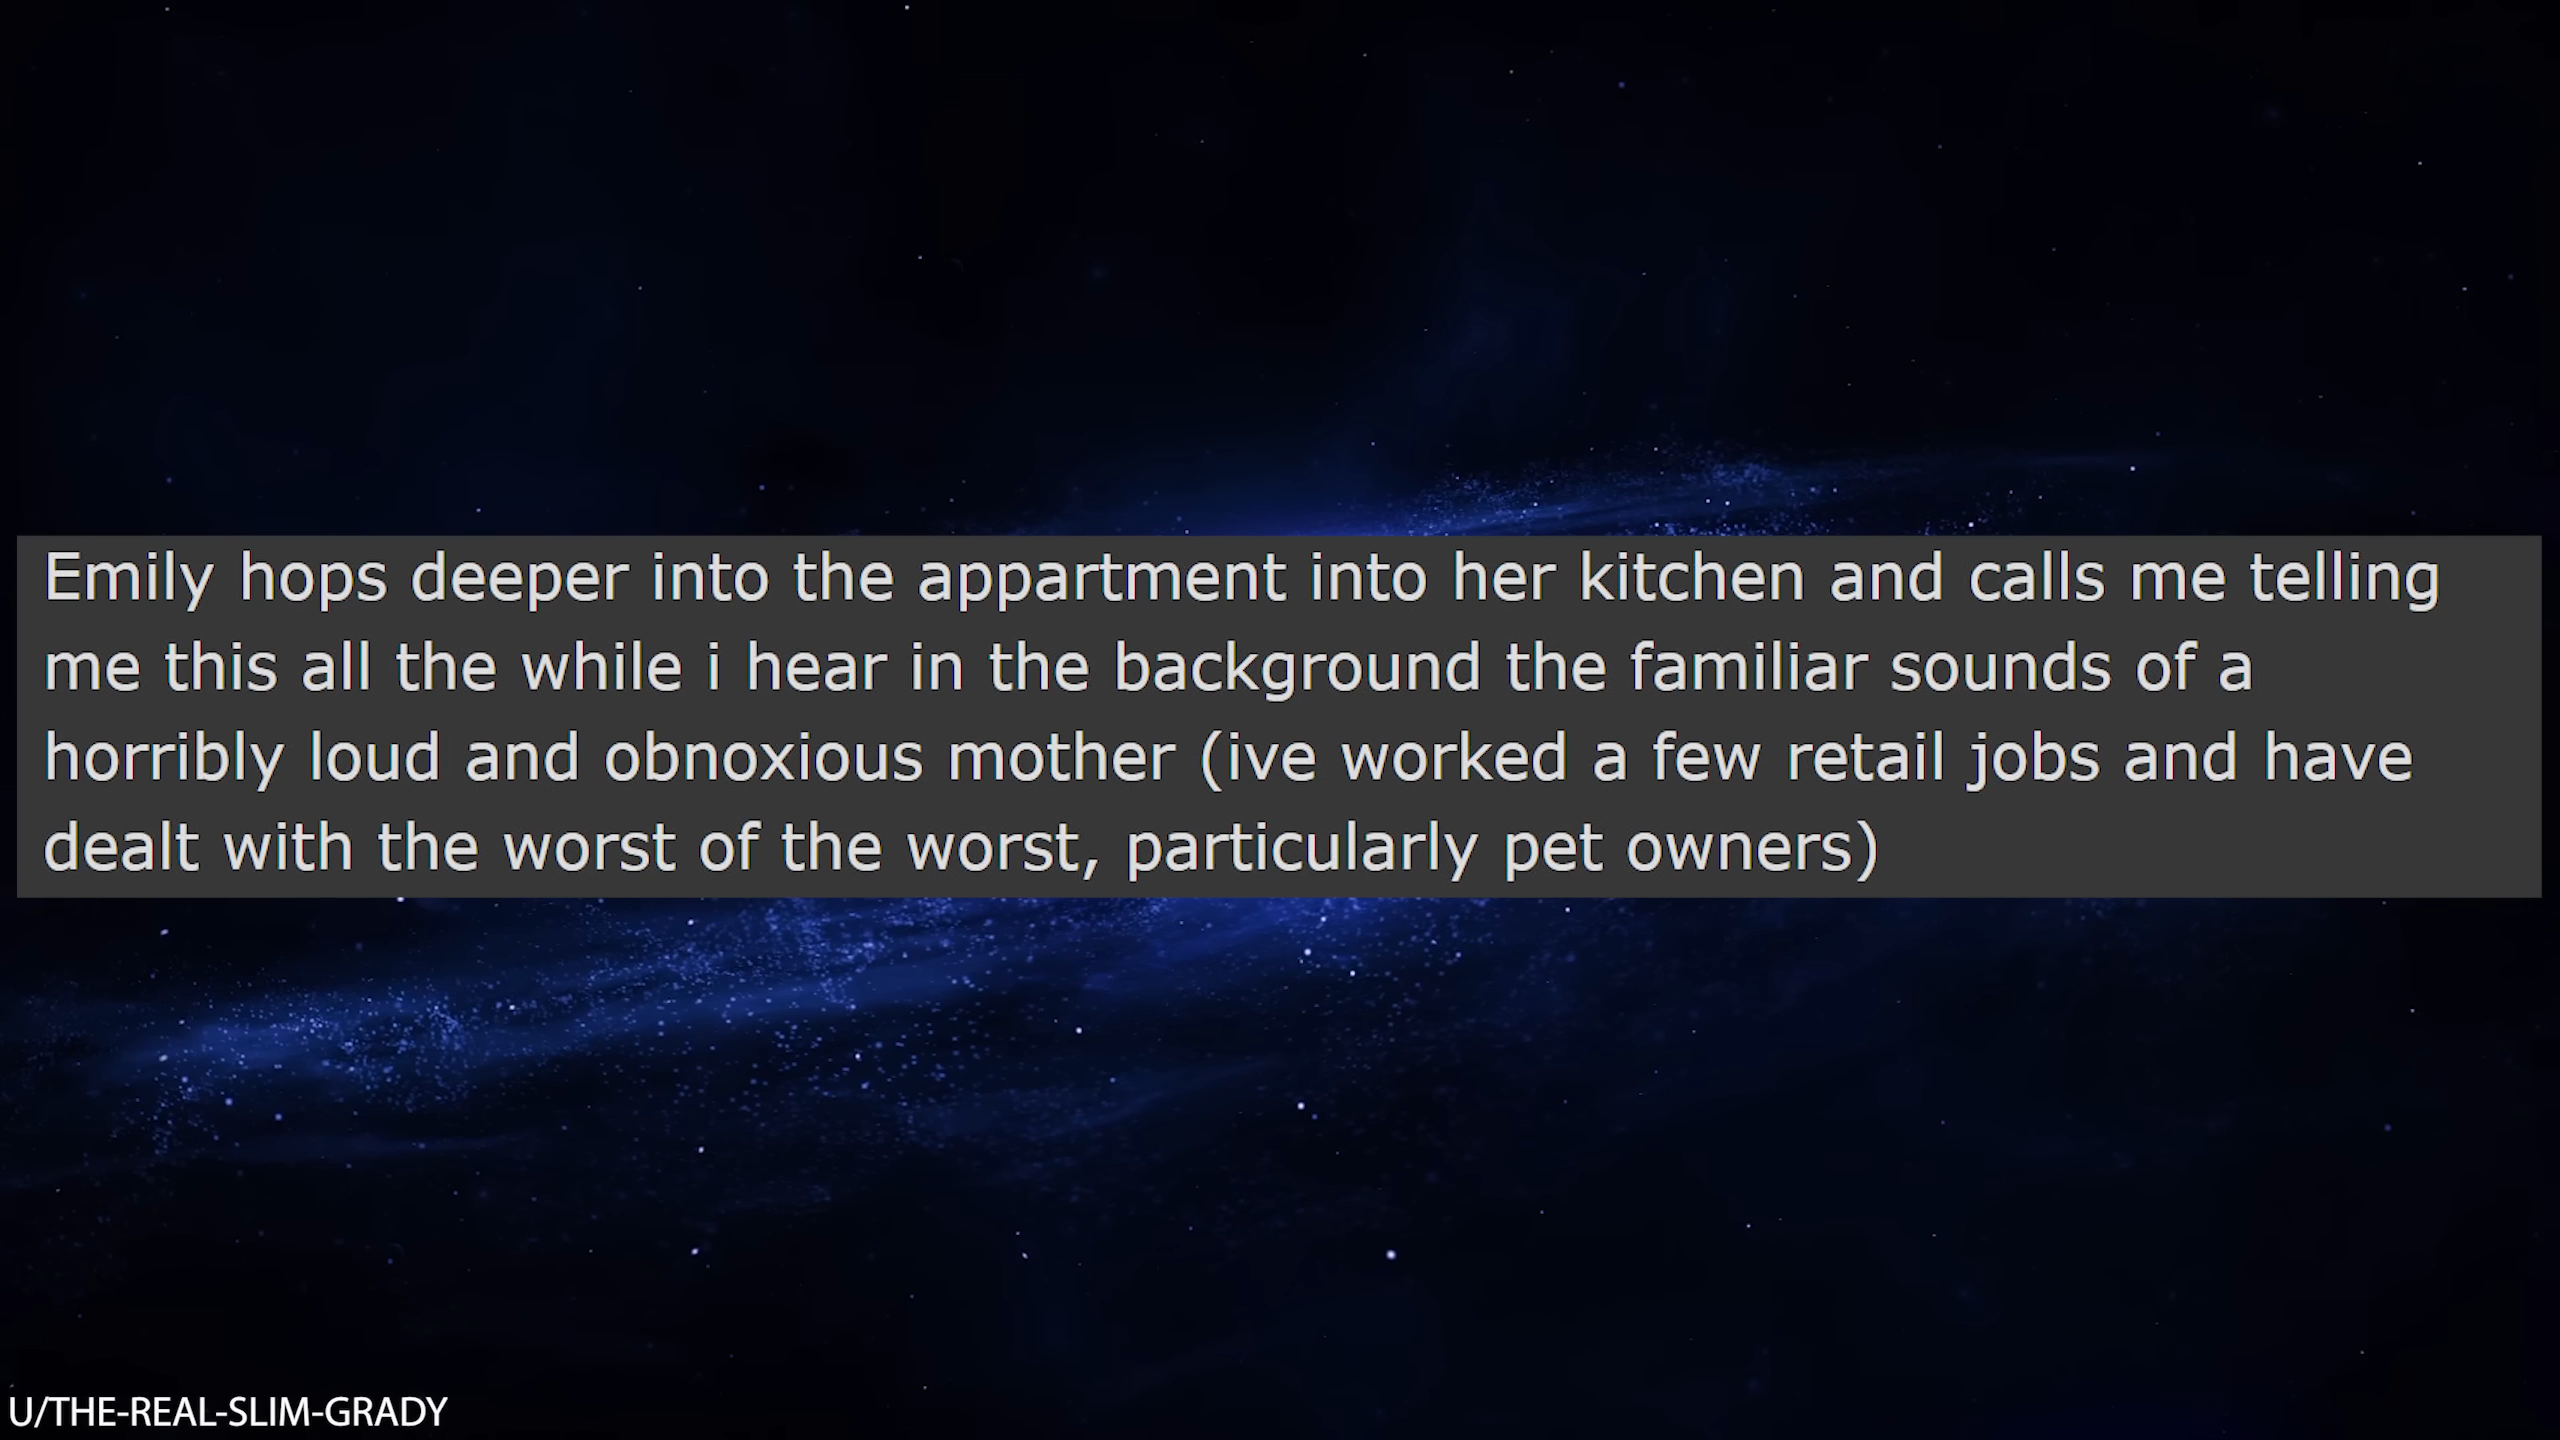 Emily hops deeper into the appartment into her kitchen and calls me telling
me this all the while i hear in the background the familiar sounds of a
horribly loud and obnoxious mother (ive worked a few retail jobs and have
dealt with the worst of the worst, particularly pet owners)
U/THE-REAL-SLIM-GRADY